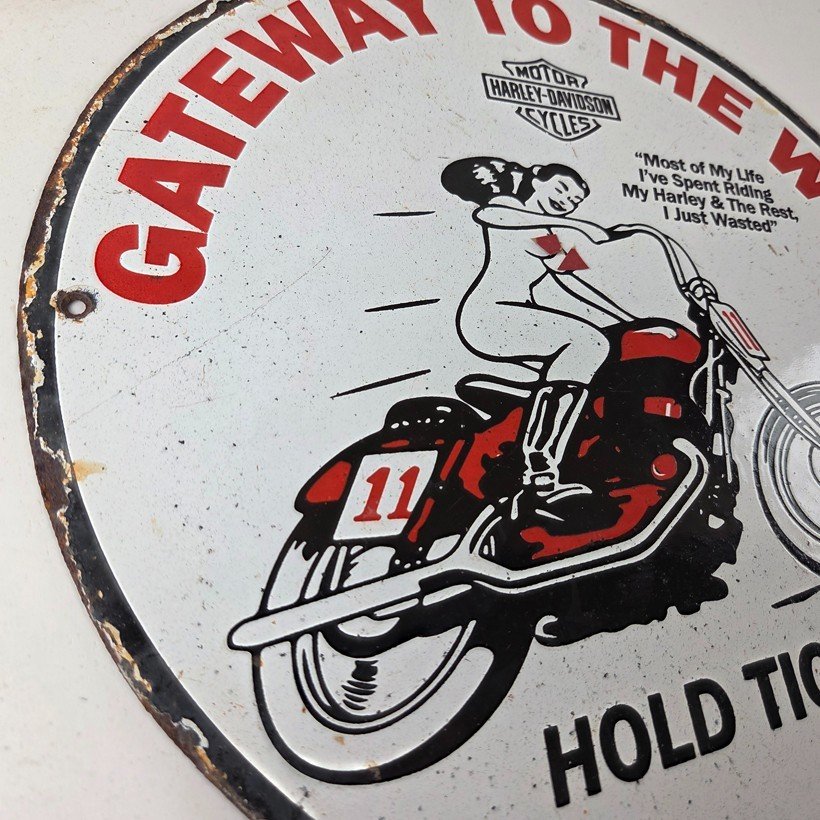 GATEWAY TO THE
MOTOR
HARLEY-DAVIDSON
CYCLES
"Most of My Life
I've Spent Riding
My Harley & The Rest,
I Just Wasted"
11
11
HOLD